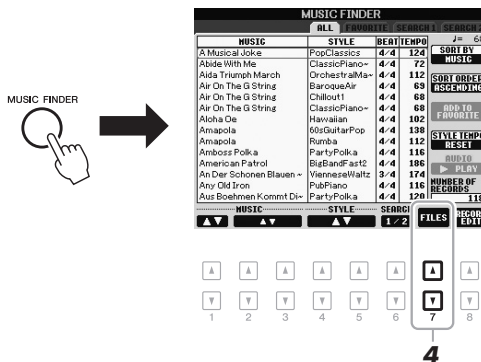 MUSIC FINDER
MUSIC FINDER
ALL FAVORITE SEARCH 1 SEARCH 2
MUSIC STYLE BEAT TEMPO
A Musical Joke PopClassics 4/4 124
Abide With Me ClassicPiano~ 4/4 72
Aida Triumph March OrchestralMa~ 4/4 112
Air On The G String BaroqueAir 4/4 69
Air On The G String Chillout1 4/4 68
Air On The G String ClassicPiano~ 4/4 68
Aloha Oe Hawaiian 4/4 102
Amapola 60sGuitarPop 4/4 138
Amapola Rumba 4/4 112
Amboss Polka PartyPolka 4/4 116
American Patrol BigBandFast2 4/4 186
An Der Schonen Blauen ~ VienneseWaltz 3/4 174
Any Old Iron PubPiano 4/4 116
Aus Boehmen Kommt Di~ PartyPolka 4/4 120
SORT BY
MUSIC
SORT ORDER
ASCENDING
ADD TO
FAVORITE
STYLE TEMPO
RESET
AUDIO
▶ PLAY
NUMBER OF
RECORDS
MUSIC STYLE
▲▼ ▲▼ 1/2 FILES
EDIT
1 2 3 4 5 6 7 8
4